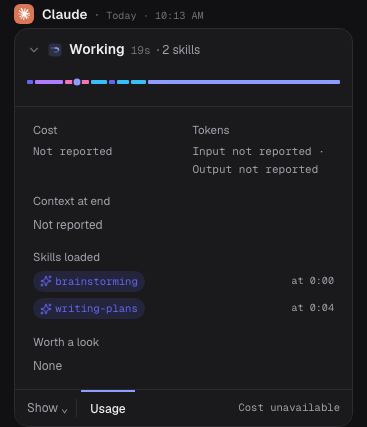 Claude · Today · 10:13 AM
Working 19s · 2 skills
Cost
Tokens
Not reported
Input not reported ·
Output not reported
Context at end
Not reported
Skills loaded
brainstorming at 0:00
writing-plans at 0:04
Worth a look
None
Show Usage Cost unavailable